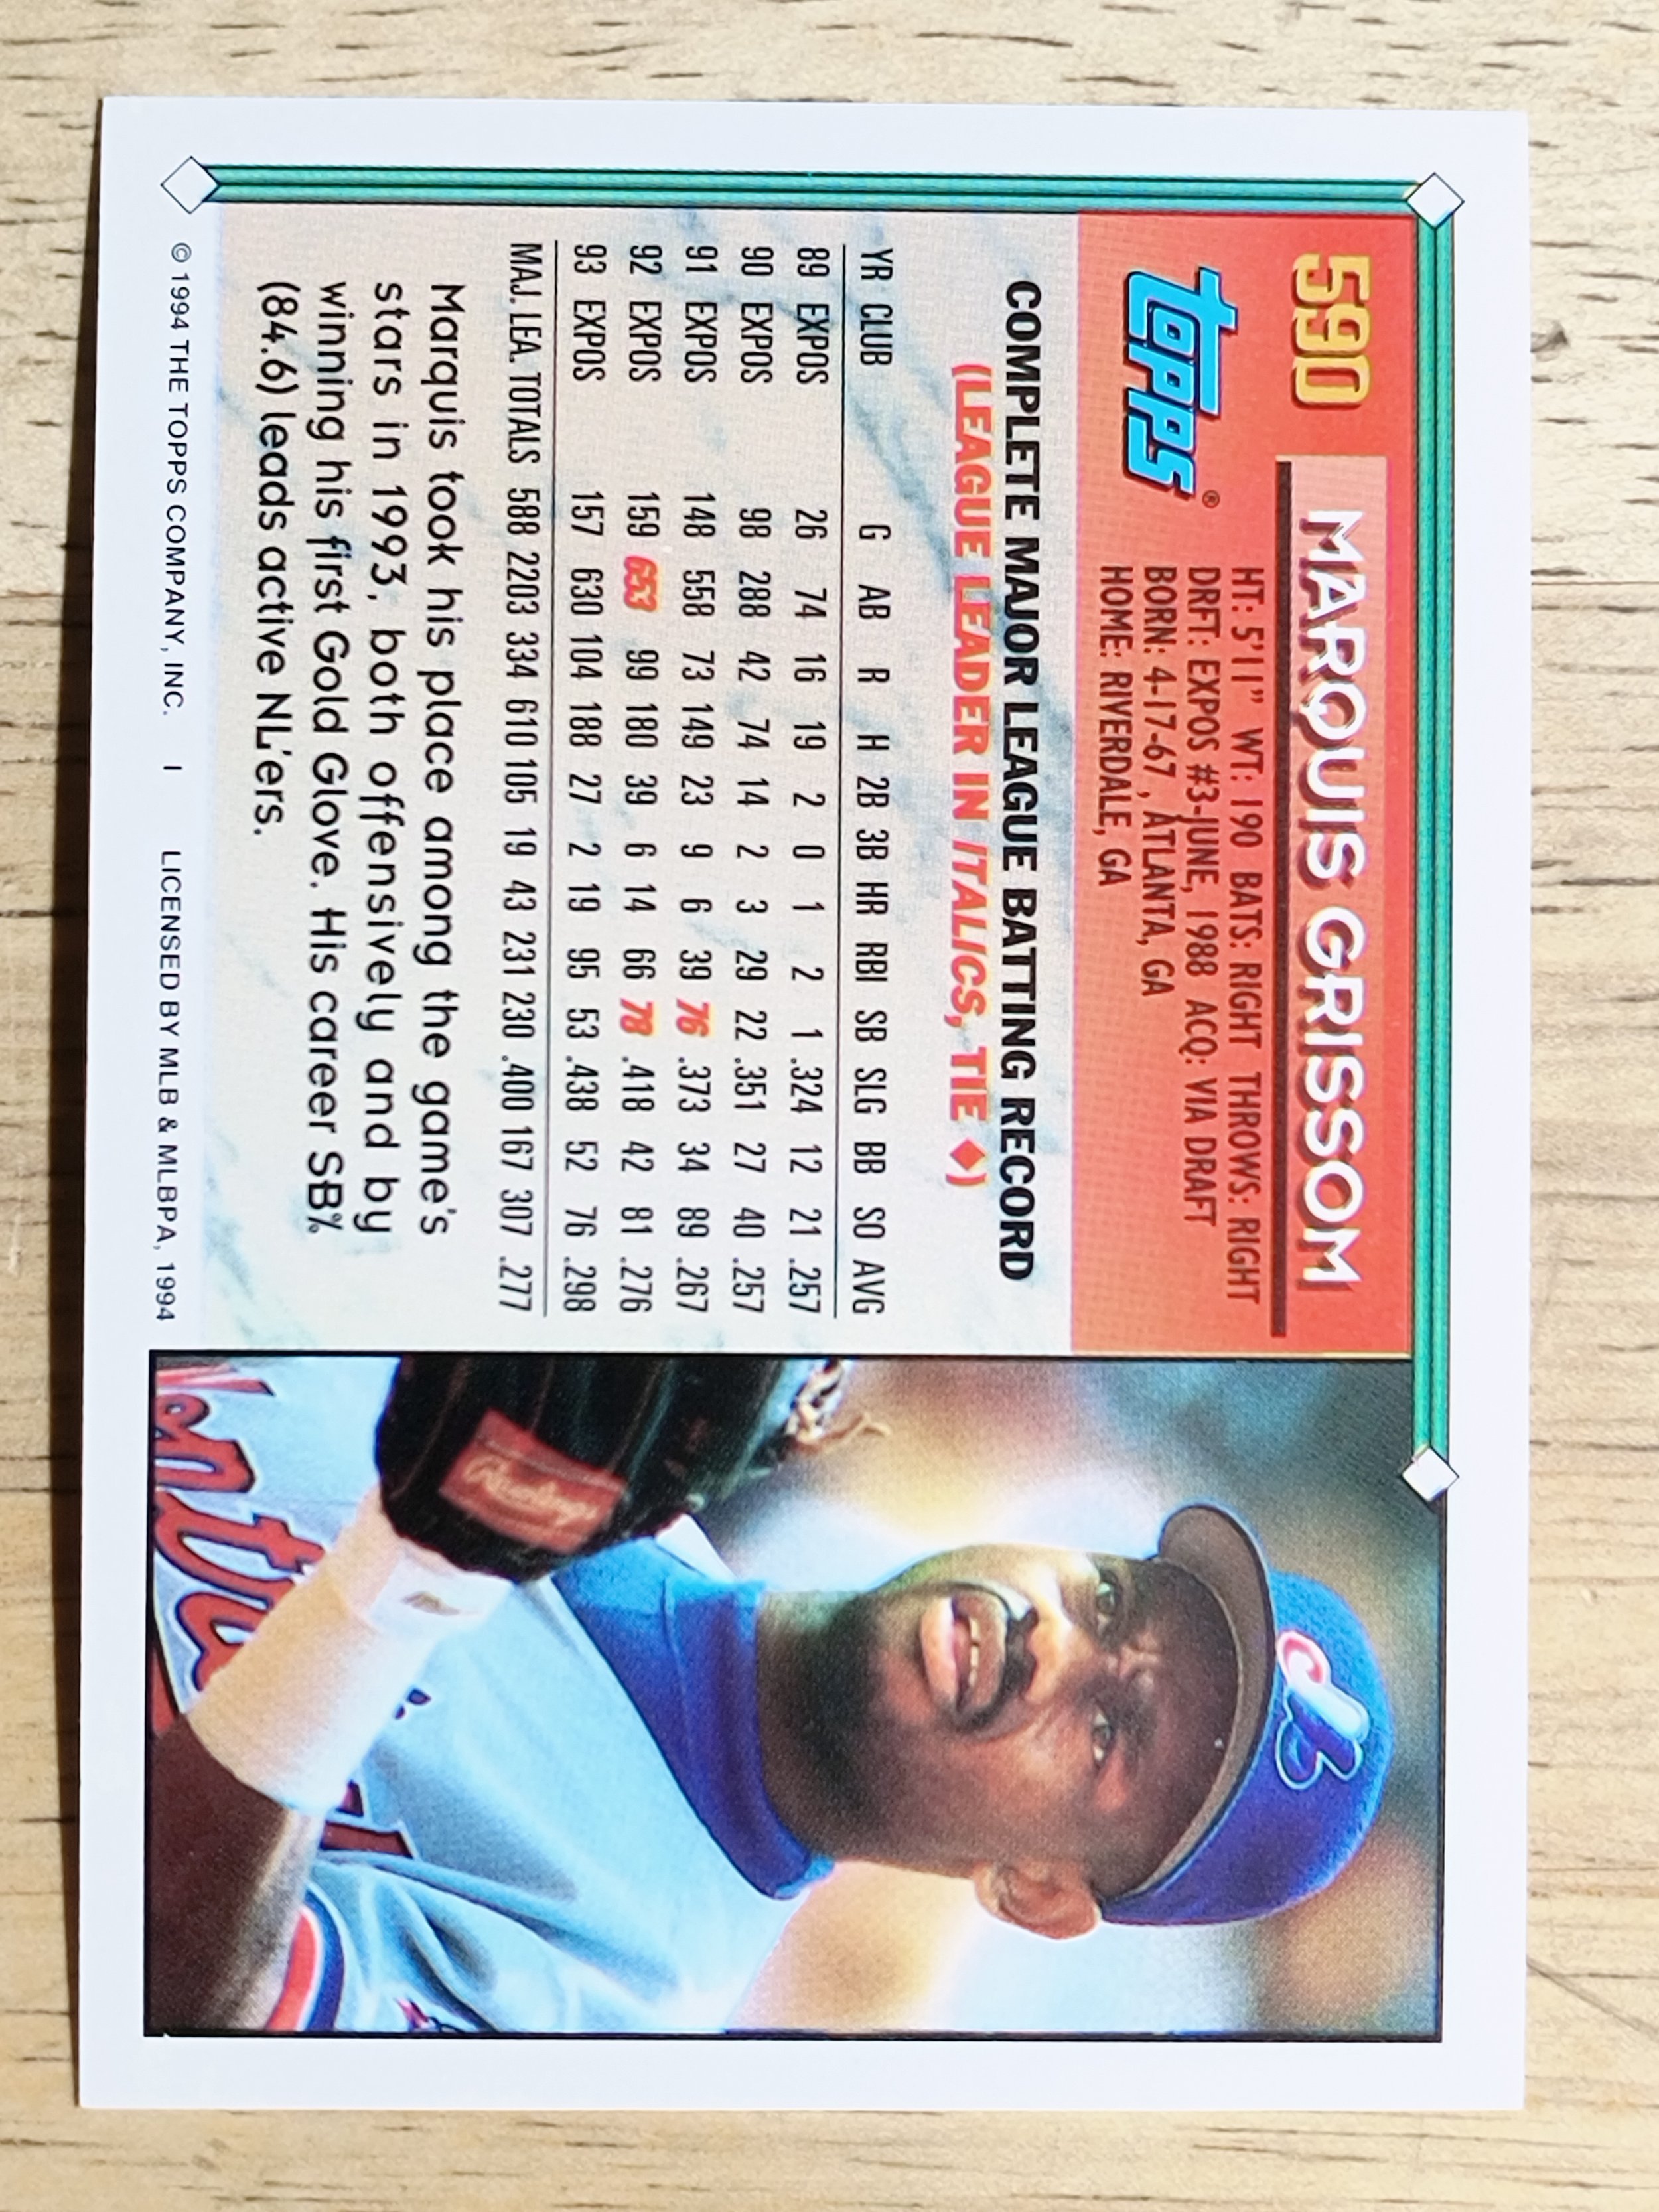 590
MARQUIS GRISSOM
topps®
HT: 5'11" WT: 190 BATS: RIGHT THROWS: RIGHT
DRFT: EXPOS #3-JUNE, 1988 ACQ: VIA DRAFT
BORN: 4-17-67, ATLANTA, GA
HOME: RIVERDALE, GA
COMPLETE MAJOR LEAGUE BATTING RECORD
(LEAGUE LEADER IN ITALICS, TIE ♦)
YR CLUB G AB R H 2B 3B HR RBI SB SLG BB SO AVG
89 EXPOS 26 74 16 19 2 0 1 2 1 .324 12 21 .257
90 EXPOS 98 288 42 74 14 2 3 29 22 .351 27 40 .257
91 EXPOS 148 558 73 149 23 9 6 39 76 .373 34 89 .267
92 EXPOS 159 653 99 180 39 6 14 66 78 .418 42 81 .276
93 EXPOS 157 630 104 188 27 2 19 95 53 .438 52 76 .298
MAJ. LEA. TOTALS 588 2203 334 610 105 19 43 231 230 .400 167 307 .277
Marquis took his place among the game's
stars in 1993, both offensively and by
winning his first Gold Glove. His career SB%
(84.6) leads active NL'ers.
© 1994 THE TOPPS COMPANY, INC. I LICENSED BY MLB & MLBPA, 1994
Rawlings